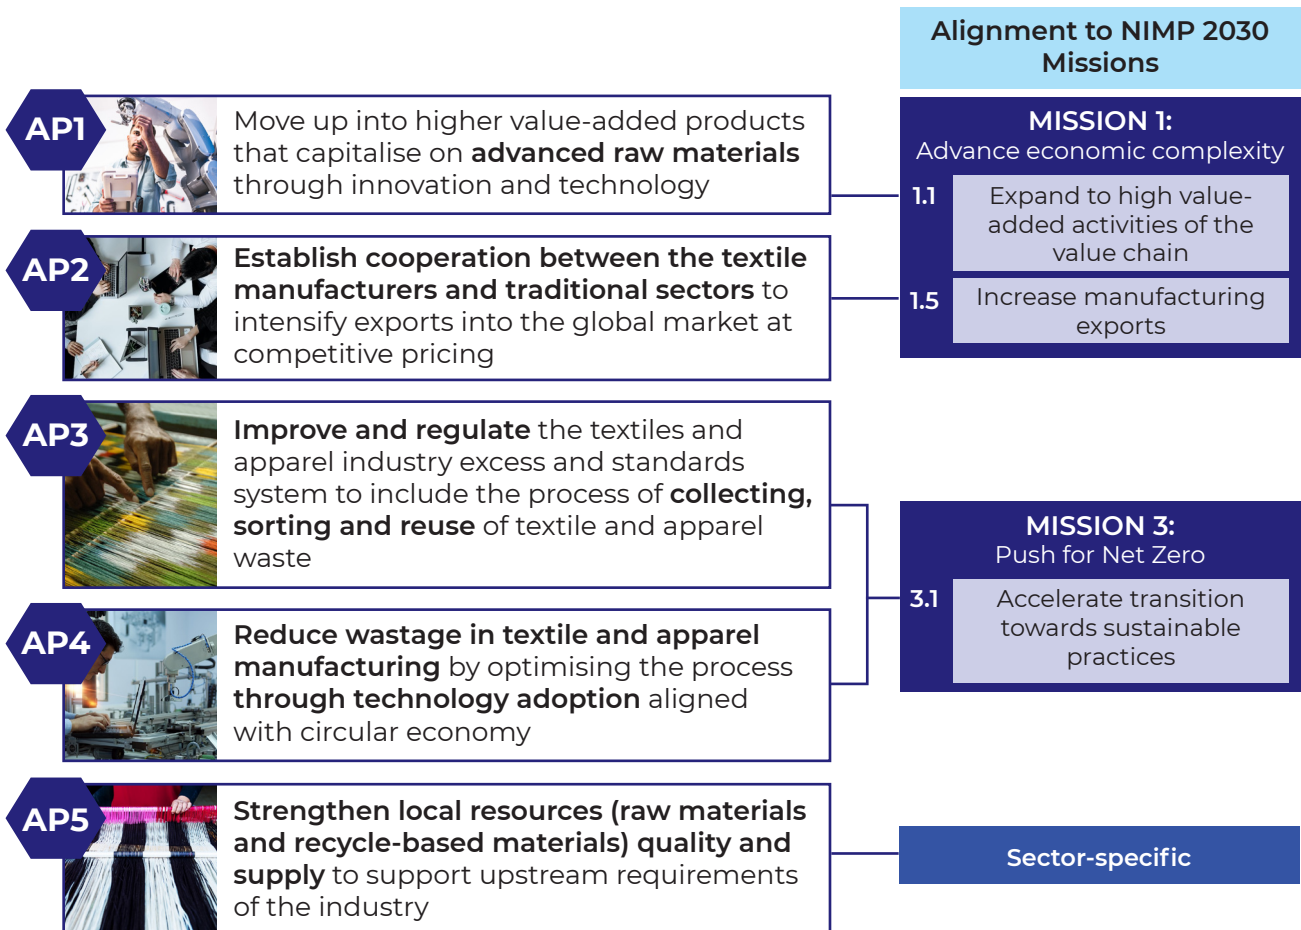 Alignment to NIMP 2030
Missions
AP1
Move up into higher value-added products
that capitalise on advanced raw materials
through innovation and technology
AP2
Establish cooperation between the textile
manufacturers and traditional sectors to
intensify exports into the global market at
competitive pricing
MISSION 1:
Advance economic complexity
1.1
Expand to high value-
added activities of the
value chain
1.5
Increase manufacturing
exports
AP3
Improve and regulate the textiles and
apparel industry excess and standards
system to include the process of collecting,
sorting and reuse of textile and apparel
waste
AP4
Reduce wastage in textile and apparel
manufacturing by optimising the process
through technology adoption aligned
with circular economy
MISSION 3:
Push for Net Zero
3.1
Accelerate transition
towards sustainable
practices
AP5
Strengthen local resources (raw materials
and recycle-based materials) quality and
supply to support upstream requirements
of the industry
Sector-specific